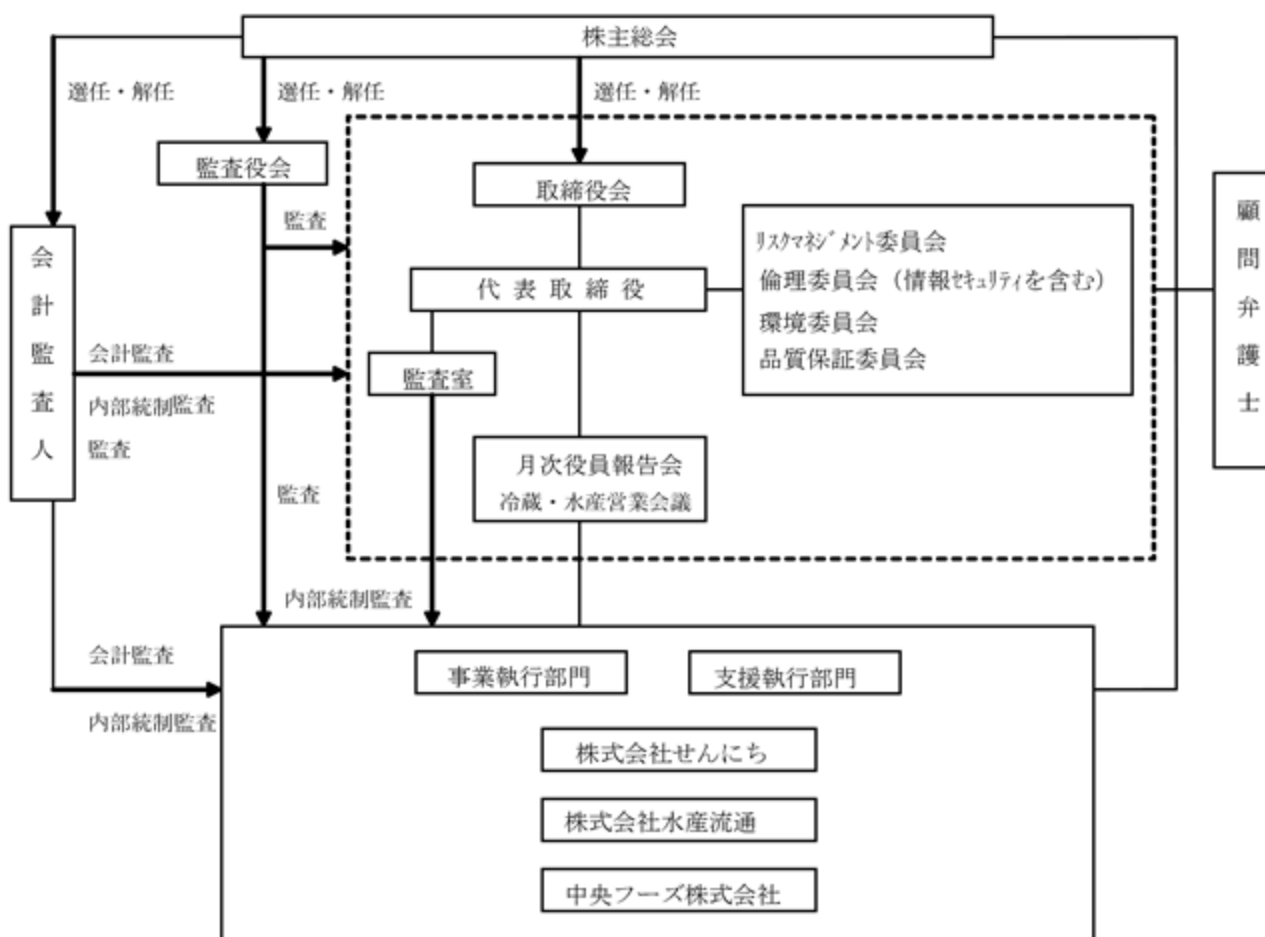 株主総会
選任・解任
選任・解任
選任・解任
監査役会
取締役会
監査
リスクマネジメント委員会
倫理委員会（情報セキュリティを含む）
環境委員会
品質保証委員会
顧問弁護士
会計監査人
代表取締役
会計監査
内部統制監査
監査
監査室
月次役員報告会
冷蔵・水産営業会議
監査
内部統制監査
会計監査
内部統制監査
事業執行部門
支援執行部門
株式会社せんにち
株式会社水産流通
中央フーズ株式会社